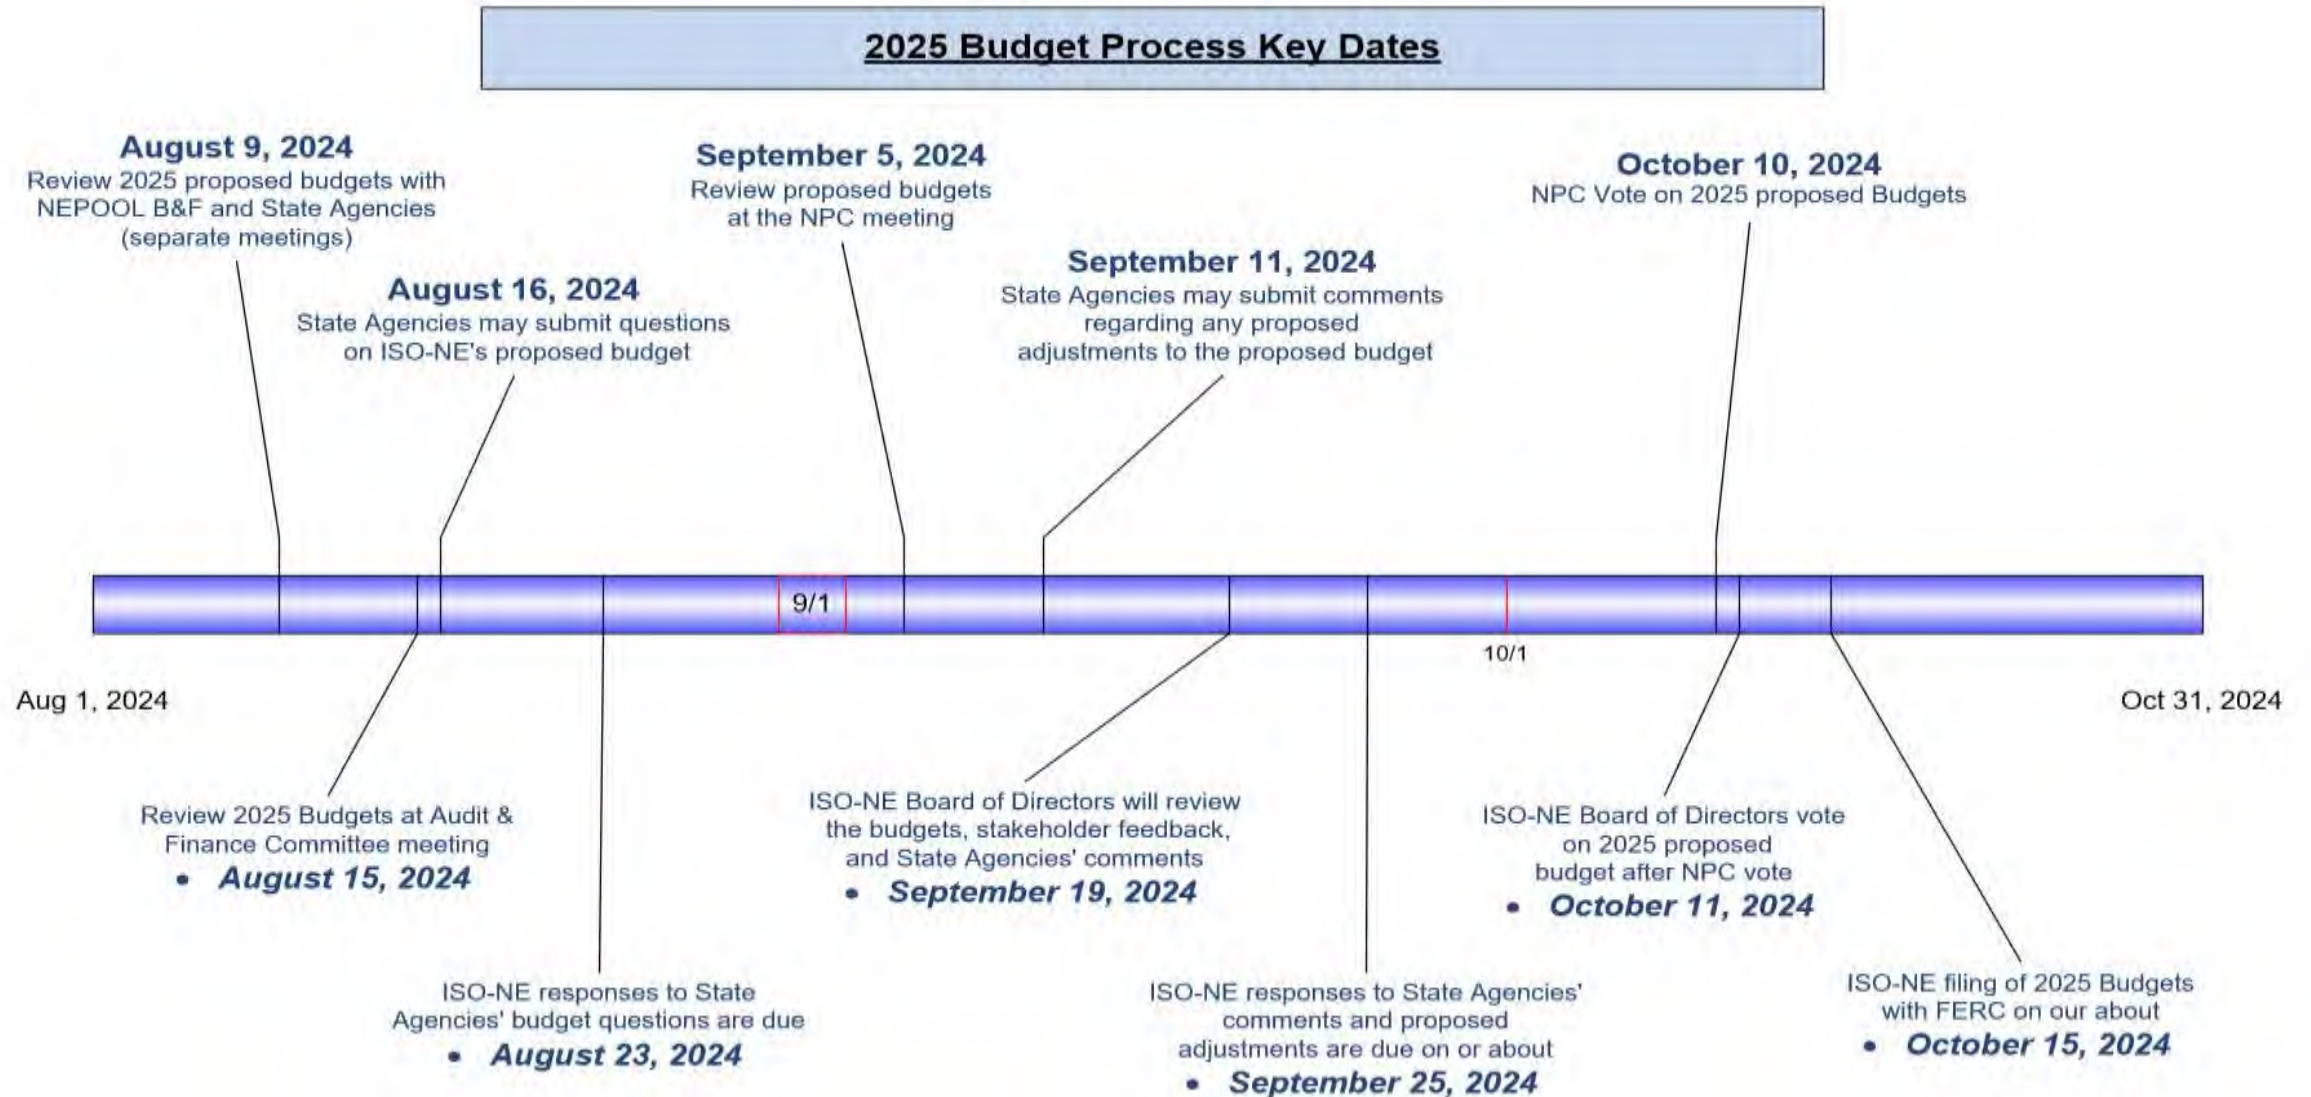 2025 Budget Process Key Dates
August 9, 2024
Review 2025 proposed budgets with
NEPOOL B&F and State Agencies
(separate meetings)
August 16, 2024
State Agencies may submit questions
on ISO-NE's proposed budget
September 5, 2024
Review proposed budgets
at the NPC meeting
September 11, 2024
State Agencies may submit comments
regarding any proposed
adjustments to the proposed budget
October 10, 2024
NPC Vote on 2025 proposed Budgets
9/1
10/1
Aug 1, 2024
Oct 31, 2024
Review 2025 Budgets at Audit &
Finance Committee meeting
• August 15, 2024
ISO-NE responses to State
Agencies' budget questions are due
• August 23, 2024
ISO-NE Board of Directors will review
the budgets, stakeholder feedback,
and State Agencies' comments
• September 19, 2024
ISO-NE responses to State Agencies'
comments and proposed
adjustments are due on or about
• September 25, 2024
ISO-NE Board of Directors vote
on 2025 proposed
budget after NPC vote
• October 11, 2024
ISO-NE filing of 2025 Budgets
with FERC on our about
• October 15, 2024